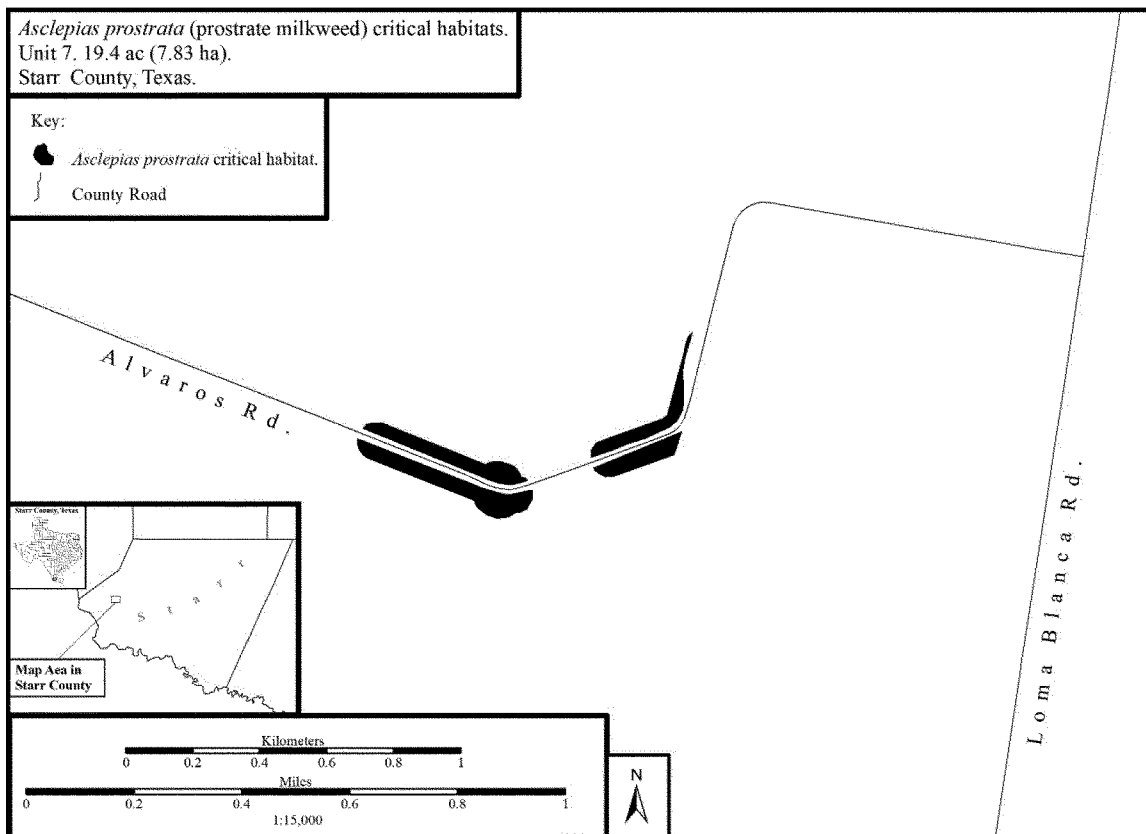 Asclepias prostrata (prostrate milkweed) critical habitats.
Unit 7. 19.4 ac (7.83 ha).
Starr County, Texas.
Key:
Asclepias prostrata critical habitat.
County Road
Alvaros Rd.
Loma Blanca Rd.
Starr County, Texas
Starr
Map Aea in
Starr County
Kilometers
0 0.2 0.4 0.6 0.8 1
Miles
0 0.2 0.4 0.6 0.8 1
1:15,000
N